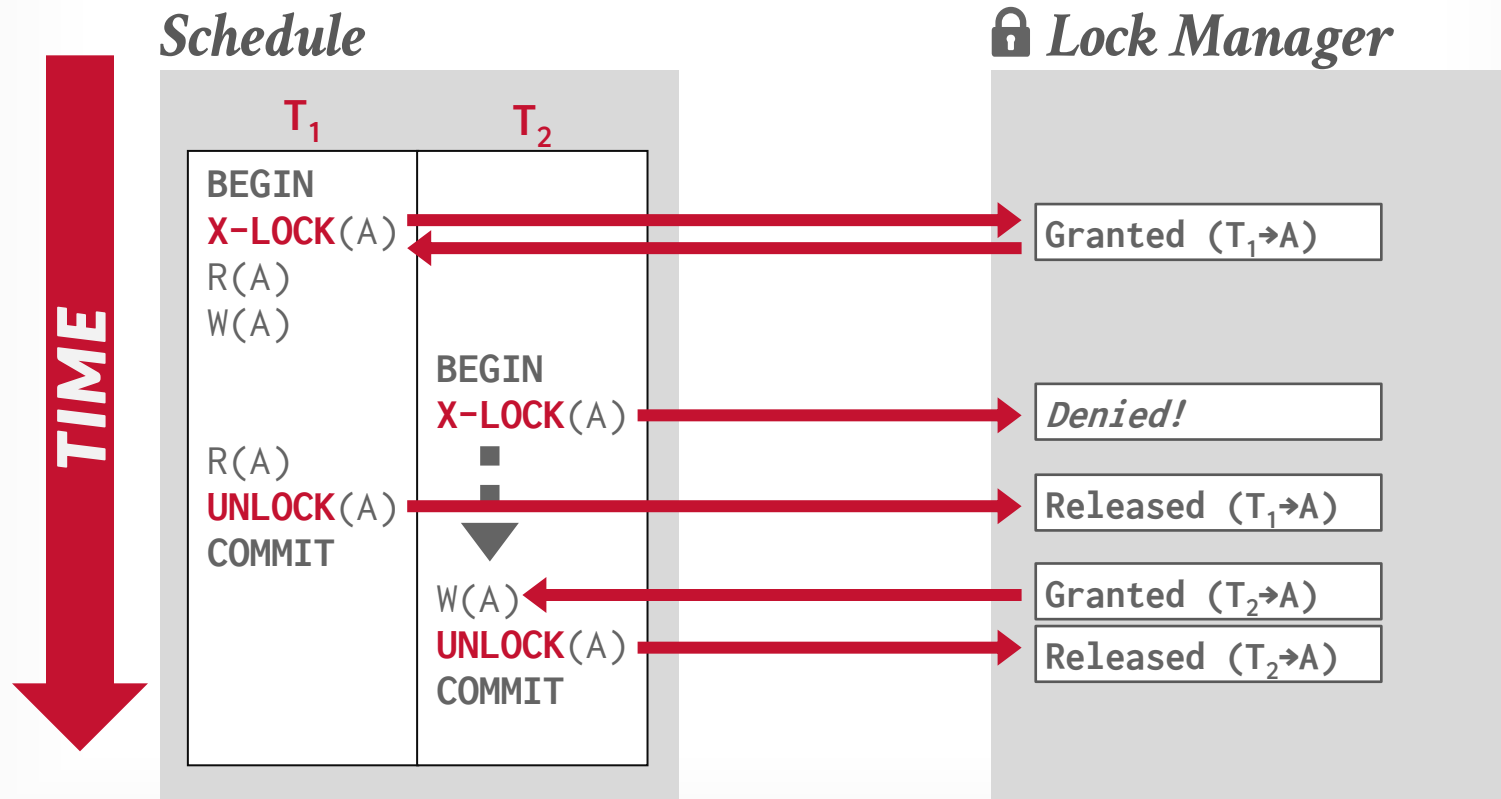 Schedule
Lock Manager
TIME
T₁
T₂
BEGIN
X-LOCK(A)
Granted (T₁→A)
R(A)
W(A)
BEGIN
X-LOCK(A)
Denied!
R(A)
UNLOCK(A)
Released (T₁→A)
COMMIT
W(A)
Granted (T₂→A)
UNLOCK(A)
Released (T₂→A)
COMMIT